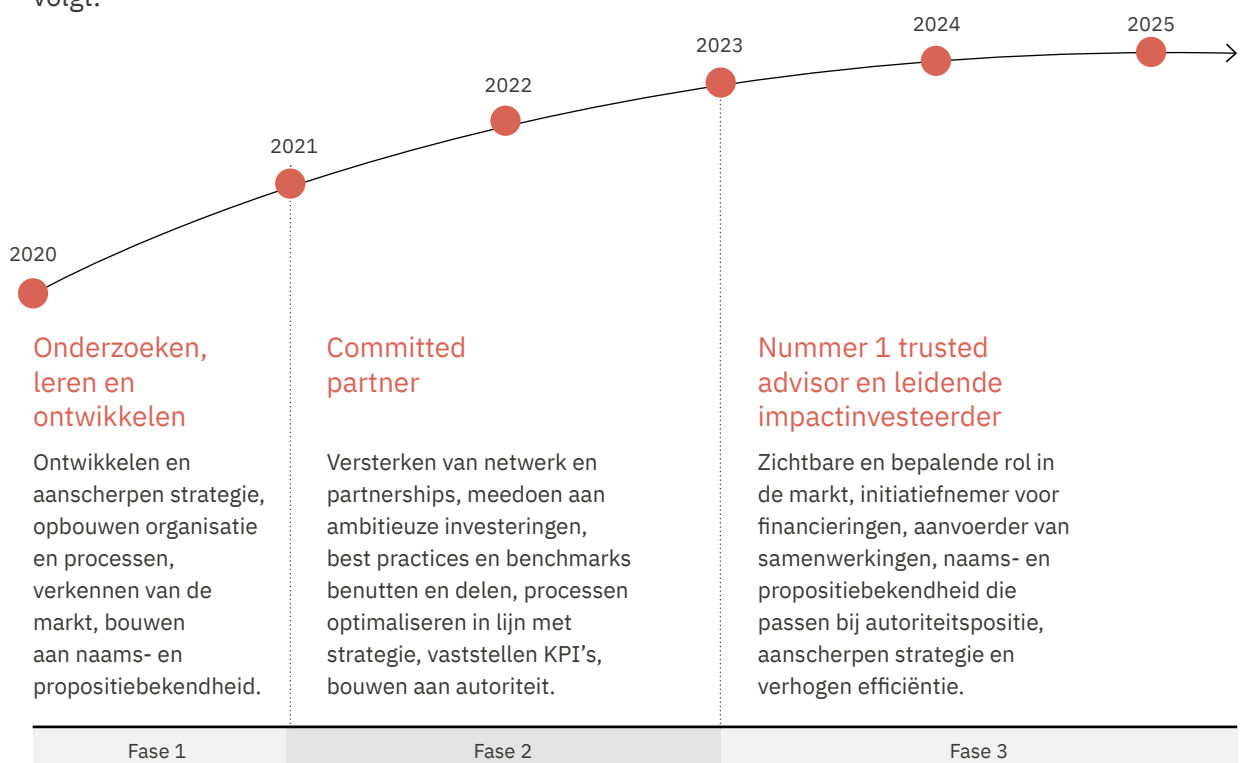 volgt:
2020
2021
2022
2023
2024
2025
Onderzoeken,
leren en
ontwikkelen
Ontwikkelen en
aanscherpen strategie,
opbouwen organisatie
en processen,
verkennen van de
markt, bouwen
aan naams- en
propositiebekendheid.
Committed
partner
Versterken van netwerk en
partnerships, meedoen aan
ambitieuze investeringen,
best practices en benchmarks
benutten en delen, processen
optimaliseren in lijn met
strategie, vaststellen KPI’s,
bouwen aan autoriteit.
Nummer 1 trusted
advisor en leidende
impactinvesteerder
Zichtbare en bepalende rol in
de markt, initiatiefnemer voor
financieringen, aanvoerder van
samenwerkingen, naams- en
propositiebekendheid die
passen bij autoriteitspositie,
aanscherpen strategie en
verhogen efficiëntie.
Fase 1
Fase 2
Fase 3